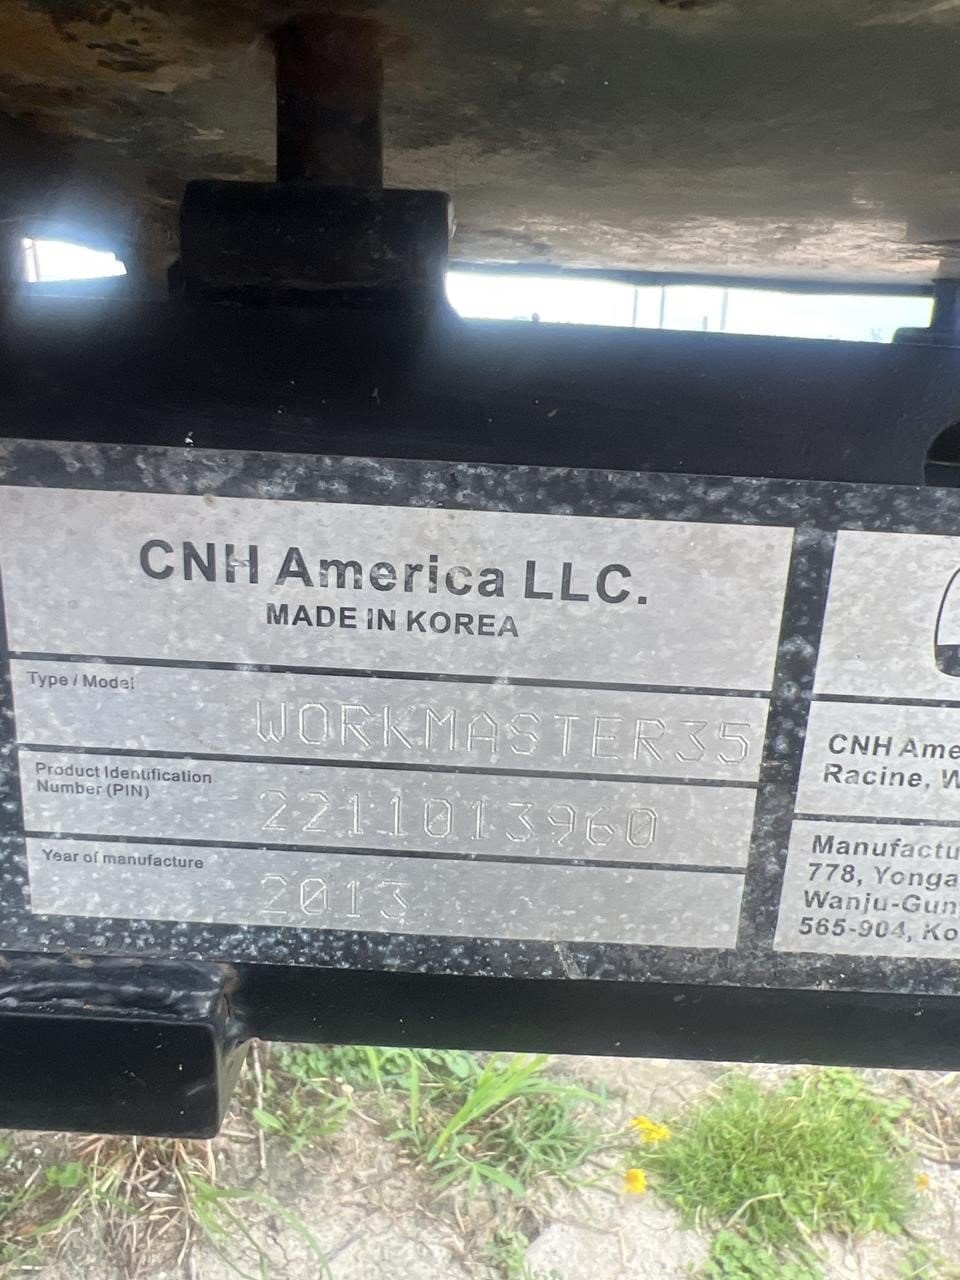 CNH America LLC.
MADE IN KOREA
Type / Model
WORKMASTER35
Product Identification
Number (PIN)
2211013960
Year of manufacture
2013
CNH Ame
Racine, W
Manufactu
778, Yonga
Wanju-Gun
565-904, Ko